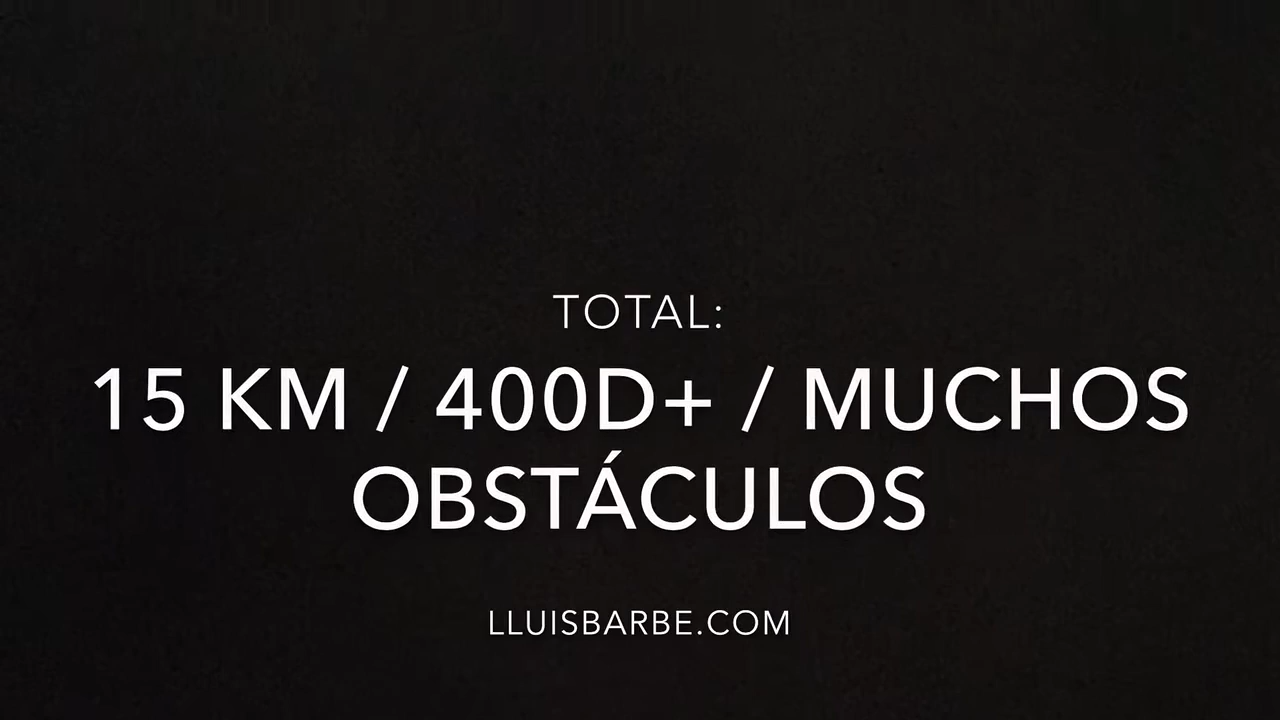 TOTAL:
15 KM / 400D+ / MUCHOS
OBSTÁCULOS
LLUISBARBE.COM